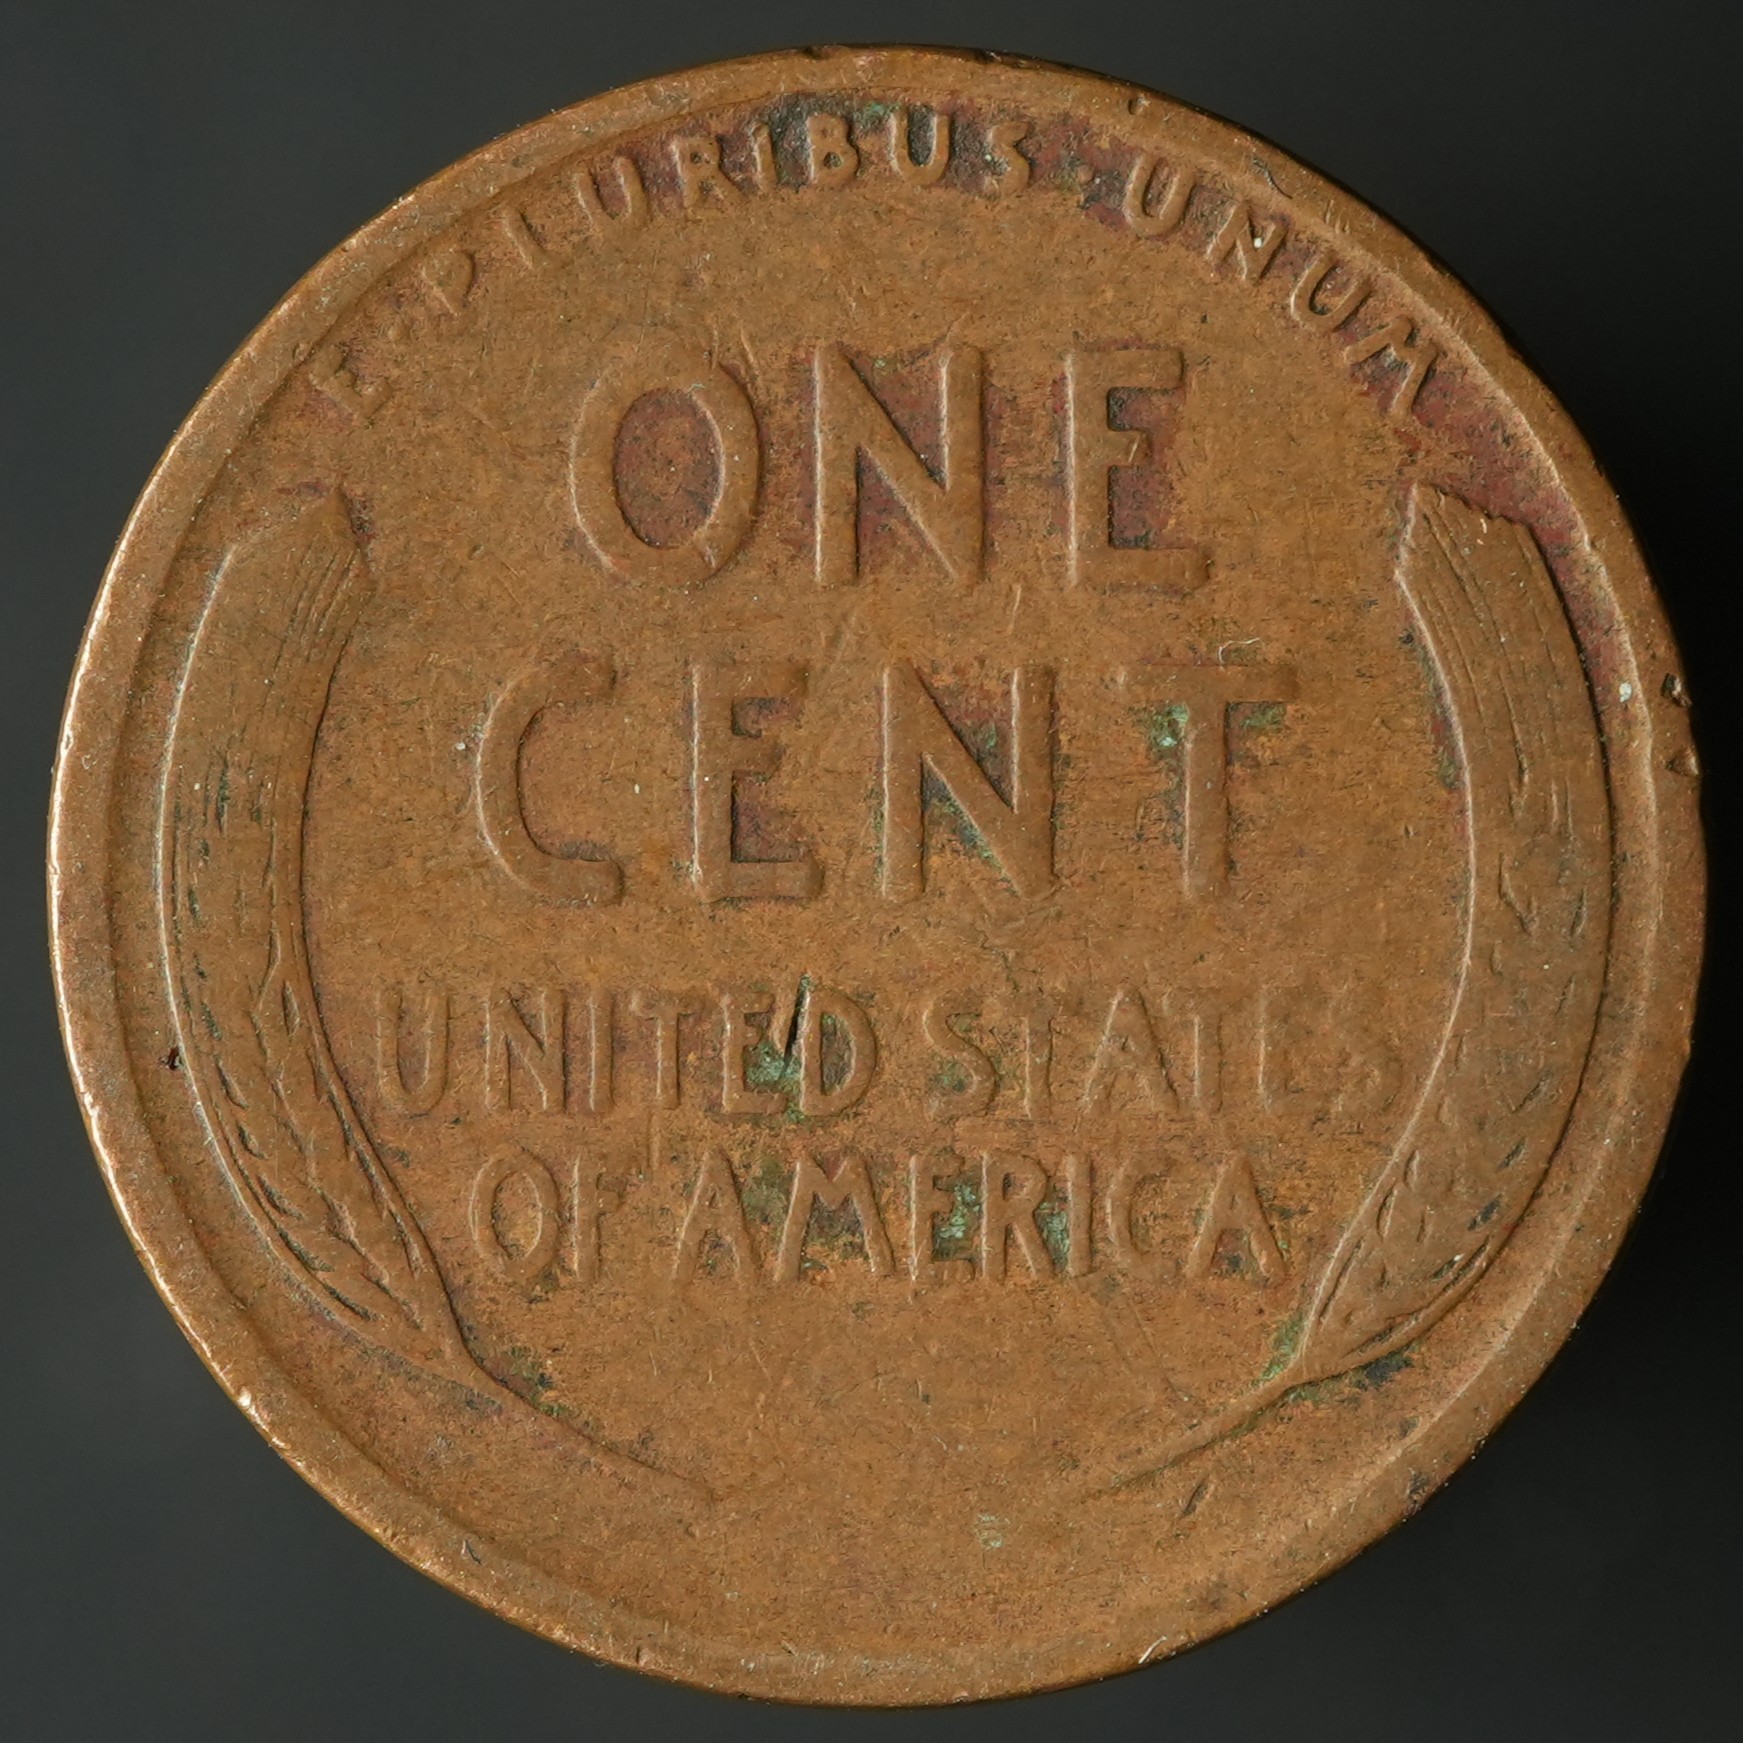 E·PLURIBUS·UNUM
ONE
CENT
UNITED STATES
OF AMERICA